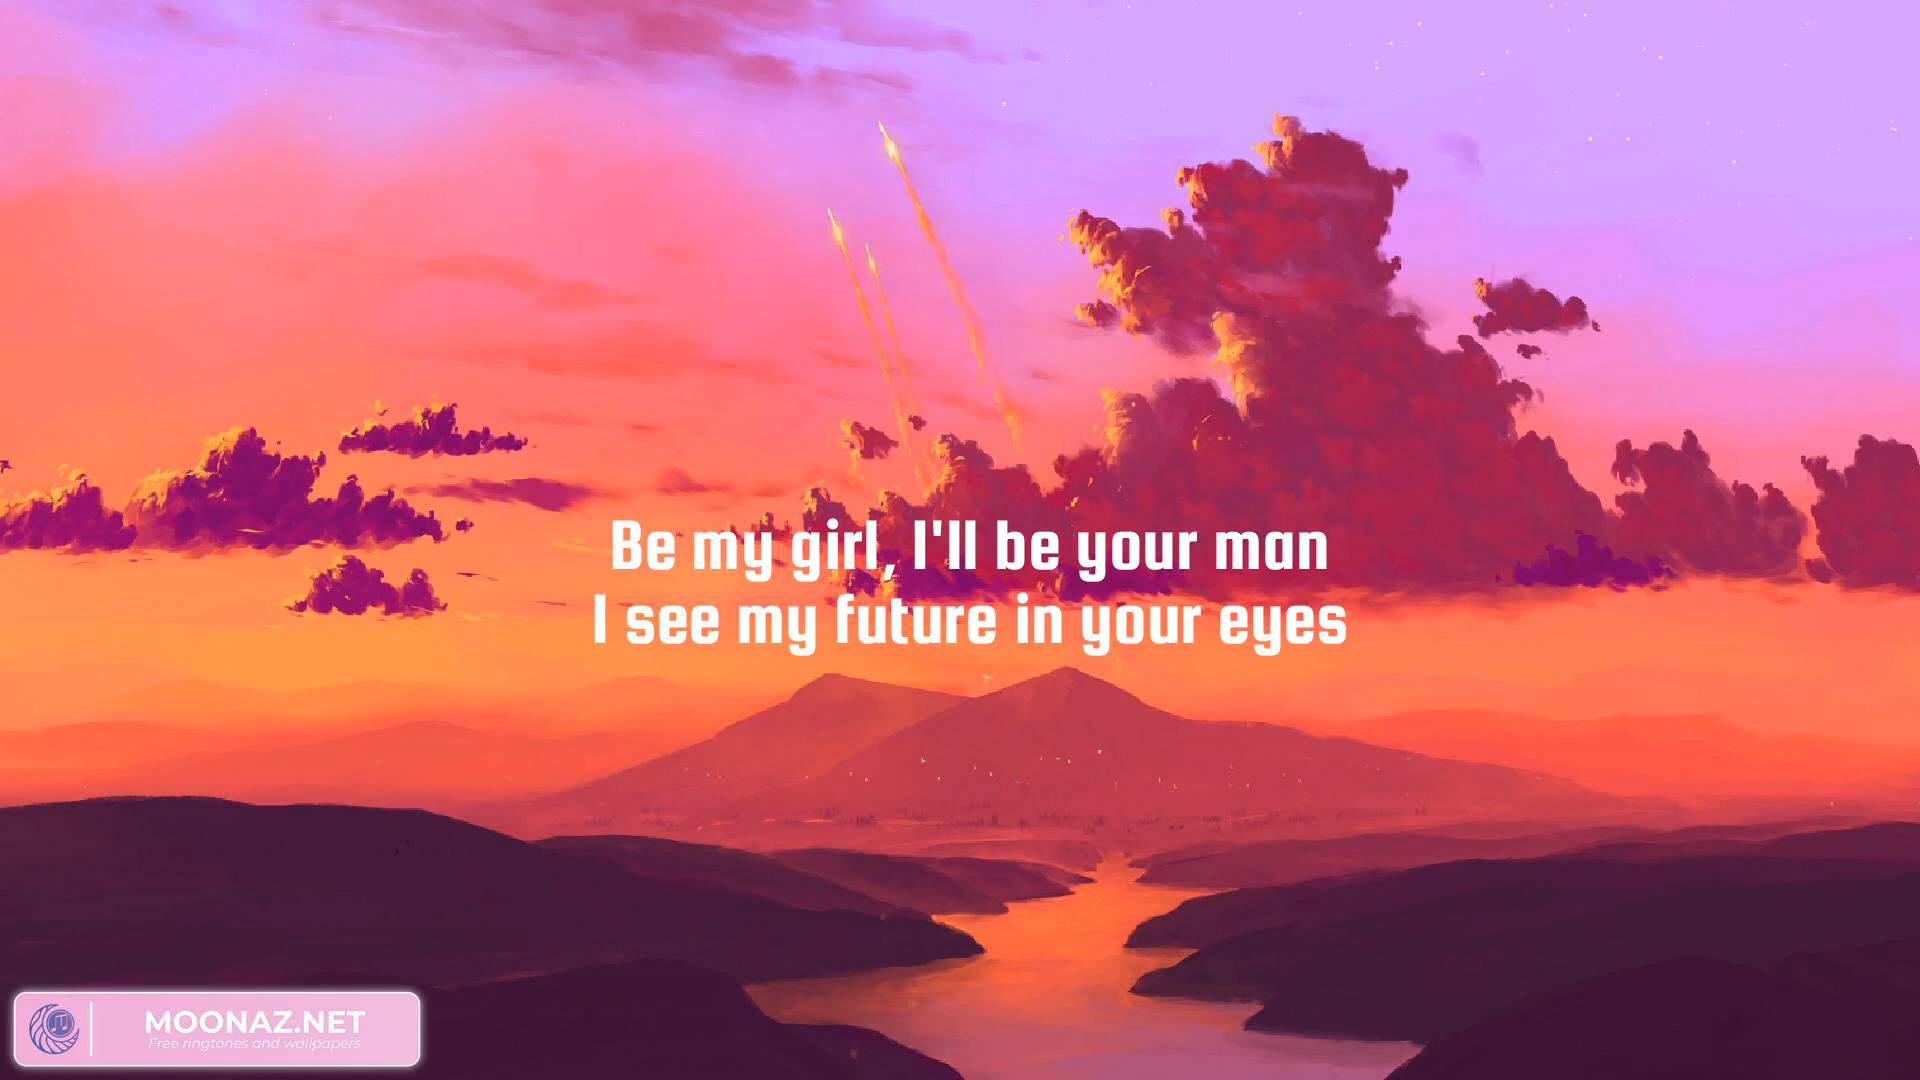 Be my girl, I'll be your man
I see my future in your eyes
MOONAZ.NET
Free ringtones and wallpapers